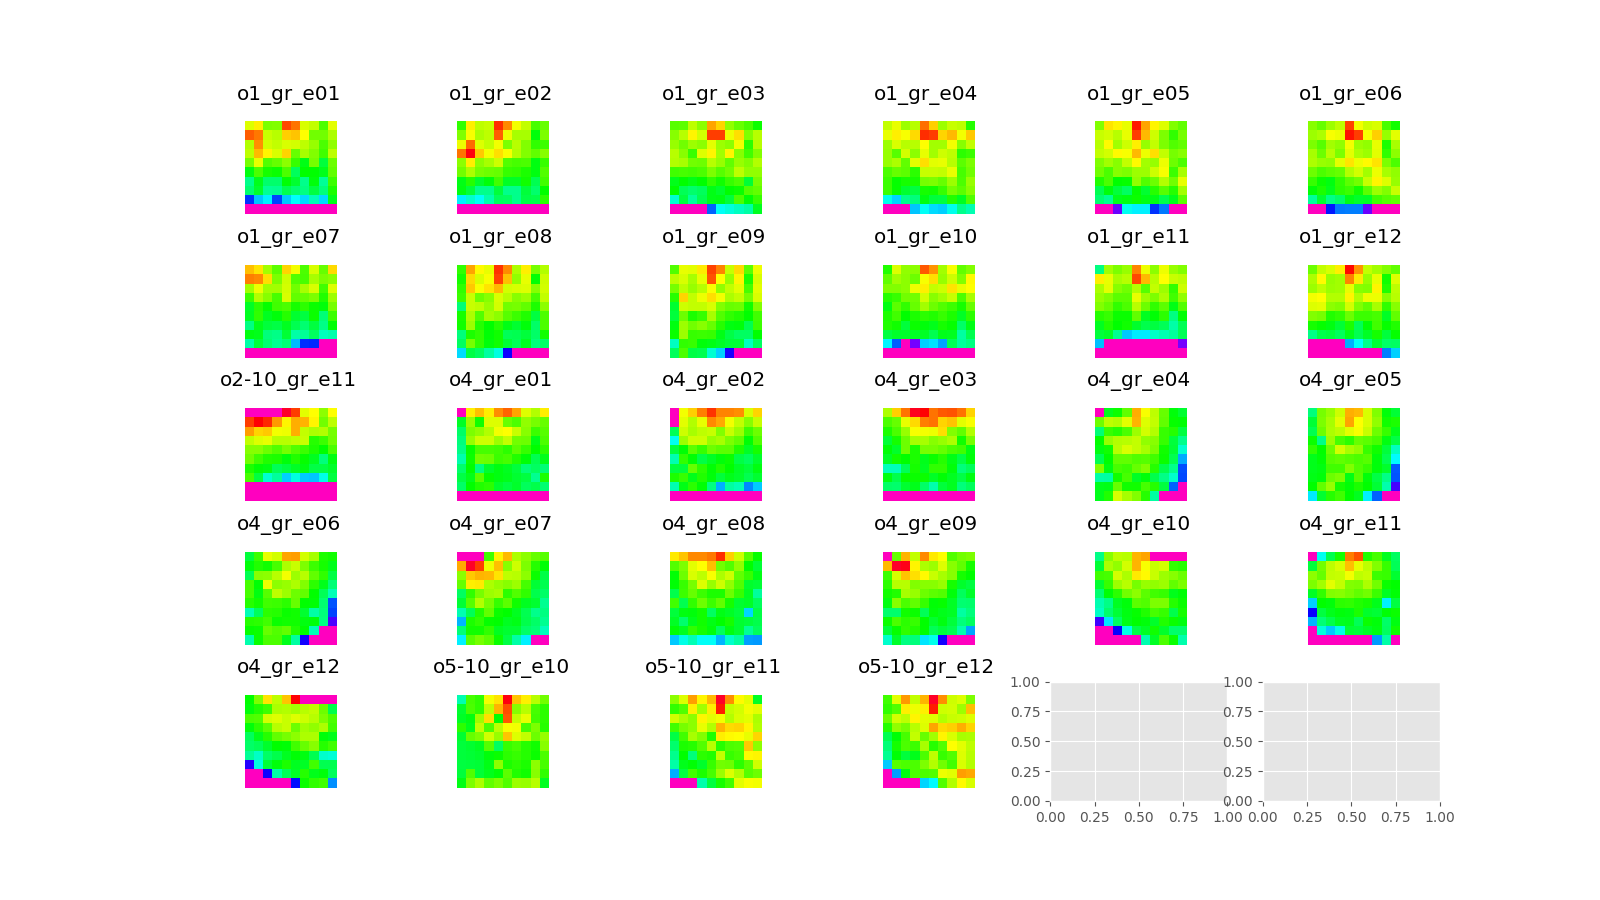 o1_gr_e01 o1_gr_e02 o1_gr_e03 o1_gr_e04 o1_gr_e05 o1_gr_e06
o1_gr_e07 o1_gr_e08 o1_gr_e09 o1_gr_e10 o1_gr_e11 o1_gr_e12
o2-10_gr_e11 o4_gr_e01 o4_gr_e02 o4_gr_e03 o4_gr_e04 o4_gr_e05
o4_gr_e06 o4_gr_e07 o4_gr_e08 o4_gr_e09 o4_gr_e10 o4_gr_e11
o4_gr_e12 o5-10_gr_e10 o5-10_gr_e11 o5-10_gr_e12
1.00 1.00
0.75 0.75
0.50 0.50
0.25 0.25
0.00 0.00
0.00 0.25 0.50 0.75 1.00 0.00 0.25 0.50 0.75 1.00